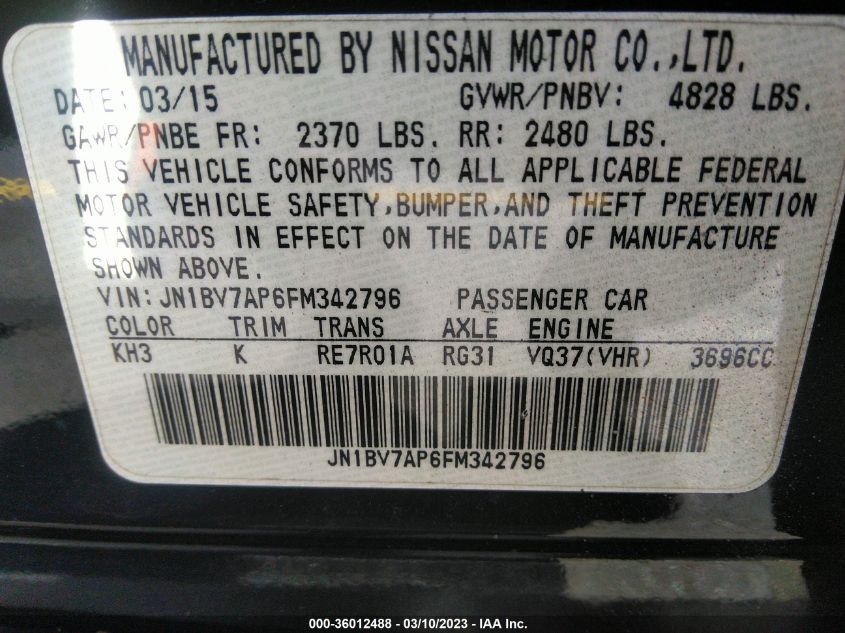 MANUFACTURED BY NISSAN MOTOR CO.,LTD.
DATE: 03/15 GVWR/PNBV: 4828 LBS.
GAWR/PNBE FR: 2370 LBS. RR: 2480 LBS.
THIS VEHICLE CONFORMS TO ALL APPLICABLE FEDERAL
MOTOR VEHICLE SAFETY,BUMPER,AND THEFT PREVENTION
STANDARDS IN EFFECT ON THE DATE OF MANUFACTURE
SHOWN ABOVE.
VIN:JN1BV7AP6FM342796 PASSENGER CAR
COLOR TRIM TRANS AXLE ENGINE
KH3 K RE7R01A RG31 VQ37(VHR) 3696CC
JN1BV7AP6FM342796
000-36012488 - 03/10/2023 - IAA Inc.